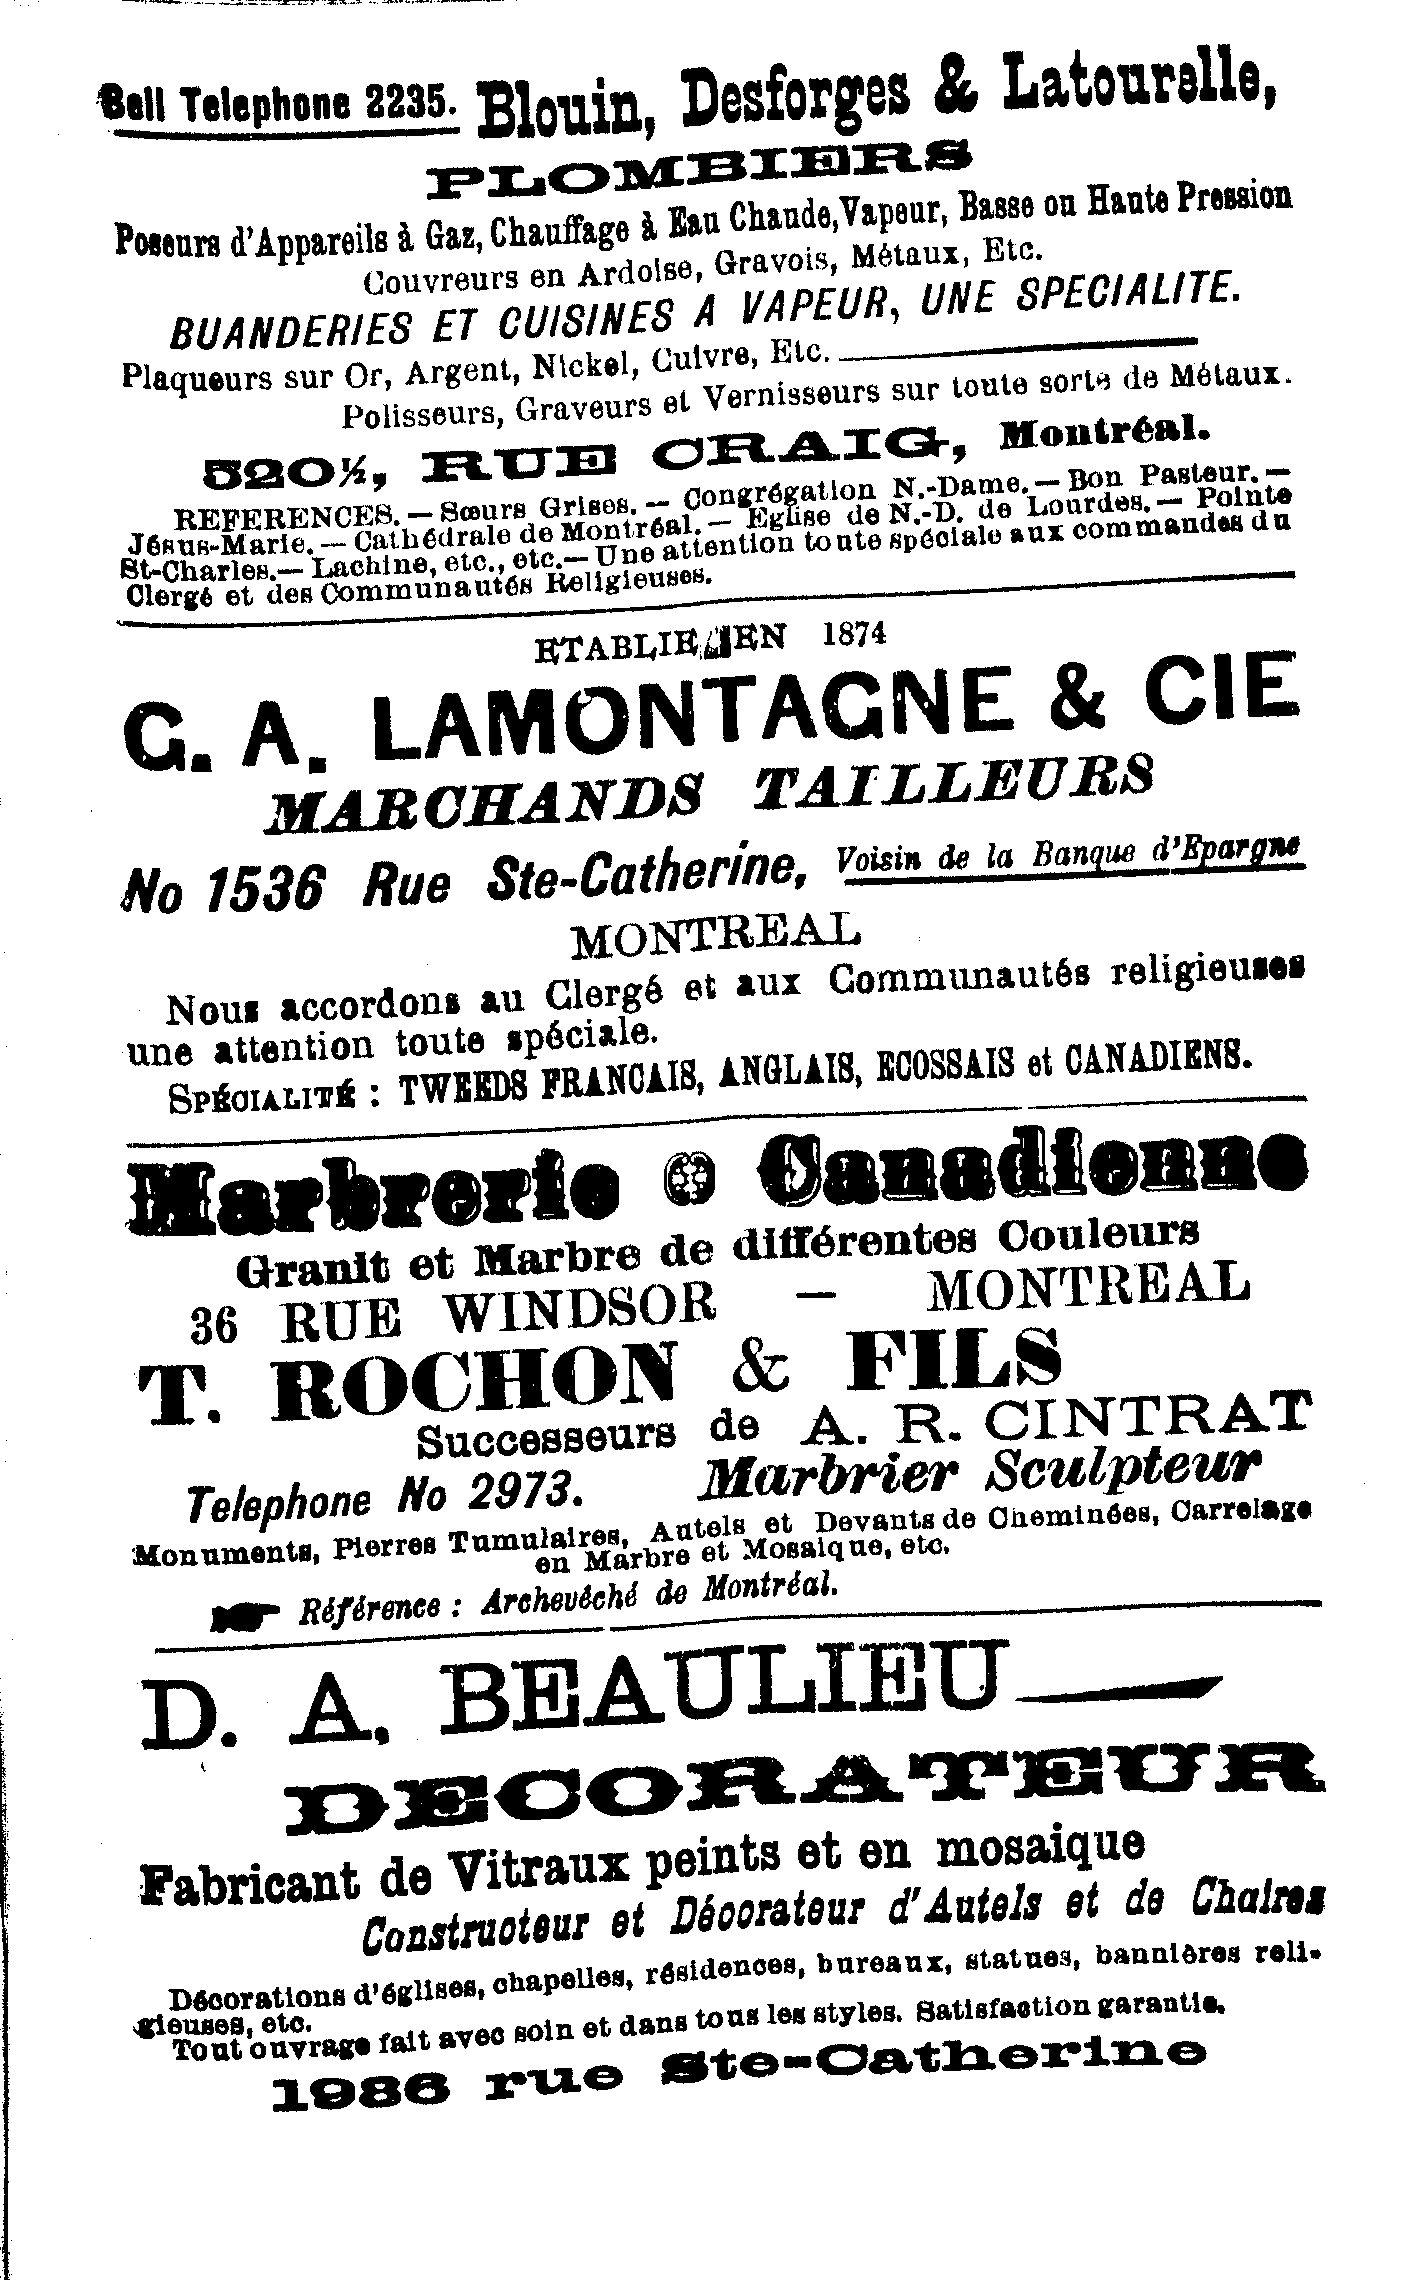 Bell Telephone 2235. Blouin, Desforges & Latourelle,
PLOMBIERS
Poseurs d'Appareils à Gaz, Chauffage à Eau Chaude, Vapeur, Basse ou Haute Pression
Couvreurs en Ardoise, Gravois, Métaux, Etc.
BUANDERIES ET CUISINES A VAPEUR, UNE SPECIALITE.
Plaqueurs sur Or, Argent, Nickel, Cuivre, Etc.
Polisseurs, Graveurs et Vernisseurs sur toute sorte de Métaux.
520½, RUE CRAIG, Montréal.
REFERENCES. — Sœurs Grises. — Congrégation N.-Dame. — Bon Pasteur. —
Jésus-Marie. — Cathédrale de Montréal. — Eglise de N.-D. de Lourdes. — Pointe
St-Charles. — Lachine, etc., etc. — Une attention toute spéciale aux commandes du
Clergé et des Communautés Religieuses.
ETABLIE EN 1874
G. A. LAMONTAGNE & CIE
MARCHANDS TAILLEURS
No 1536 Rue Ste-Catherine, Voisin de la Banque d'Epargne
MONTREAL
Nous accordons au Clergé et aux Communautés religieuses
une attention toute spéciale.
SPÉCIALITÉ : TWEEDS FRANCAIS, ANGLAIS, ECOSSAIS et CANADIENS.
Marbrerie Canadienne
Granit et Marbre de différentes Couleurs
36 RUE WINDSOR — MONTREAL
T. ROCHON & FILS
Successeurs de A. R. CINTRAT
Telephone No 2973. Marbrier Sculpteur
Monuments, Pierres Tumulaires, Autels et Devants de Cheminées, Carrelage
en Marbre et Mosaique, etc.
Référence : Archevêché de Montréal.
D. A. BEAULIEU
DECORATEUR
Fabricant de Vitraux peints et en mosaique
Constructeur et Décorateur d'Autels et de Chaires
Décorations d'églises, chapelles, résidences, bureaux, statues, bannières reli-
gieuses, etc.
Tout ouvrage fait avec soin et dans tous les styles. Satisfaction garantie.
1986 rue Ste-Catherine